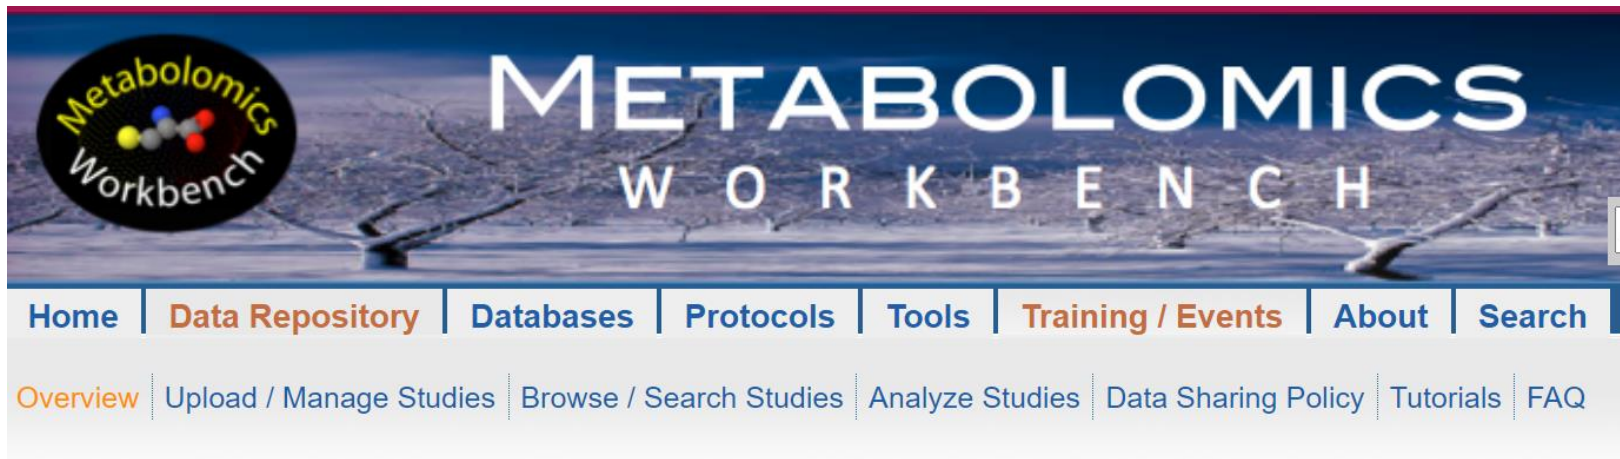 Metabolomics
Workbench
METABOLOMICS
WORKBENCH
Home Data Repository Databases Protocols Tools Training / Events About Search
Overview Upload / Manage Studies Browse / Search Studies Analyze Studies Data Sharing Policy Tutorials FAQ